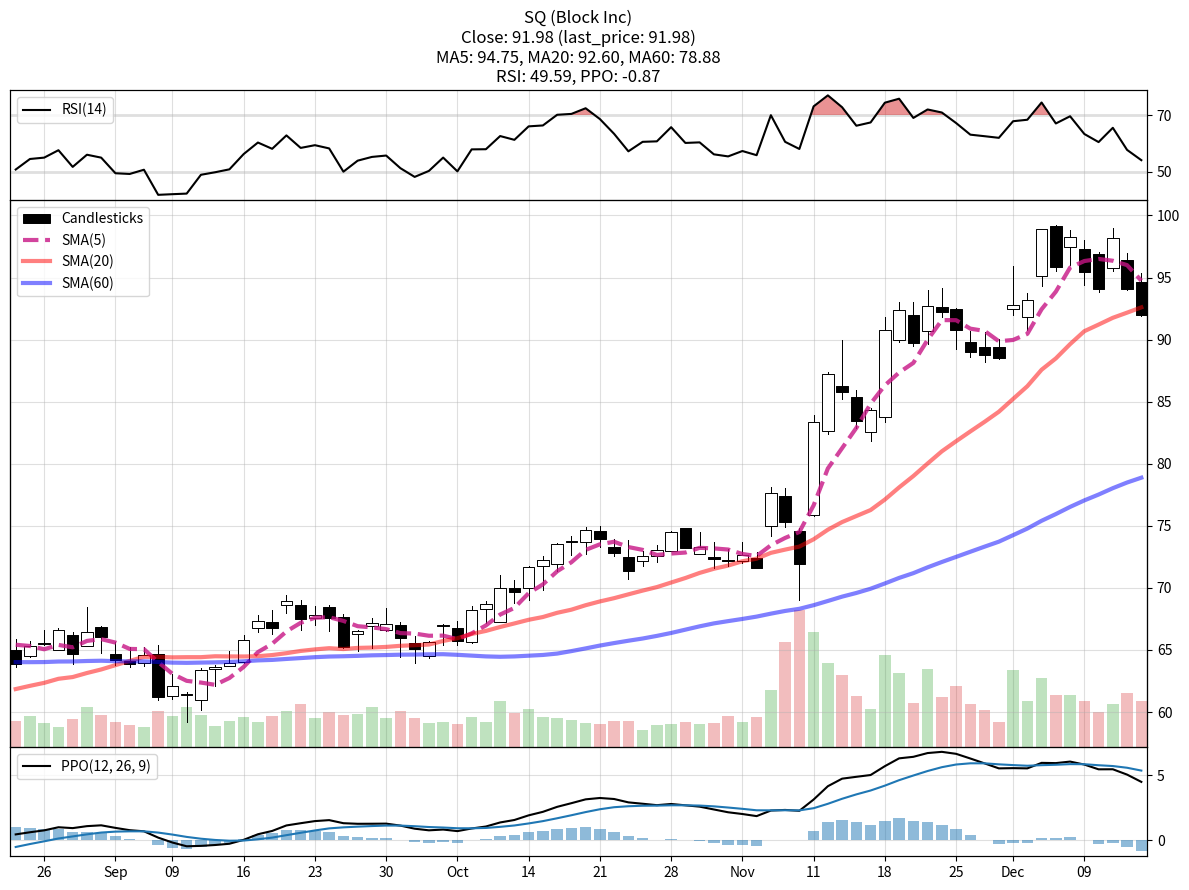 SQ (Block Inc)
Close: 91.98 (last_price: 91.98)
MA5: 94.75, MA20: 92.60, MA60: 78.88
RSI: 49.59, PPO: -0.87
RSI(14)
70
50
Candlesticks
SMA(5)
SMA(20)
SMA(60)
100
95
90
85
80
75
70
65
60
PPO(12, 26, 9)
5
0
26 Sep 09 16 23 30 Oct 14 21 28 Nov 11 18 25 Dec 09